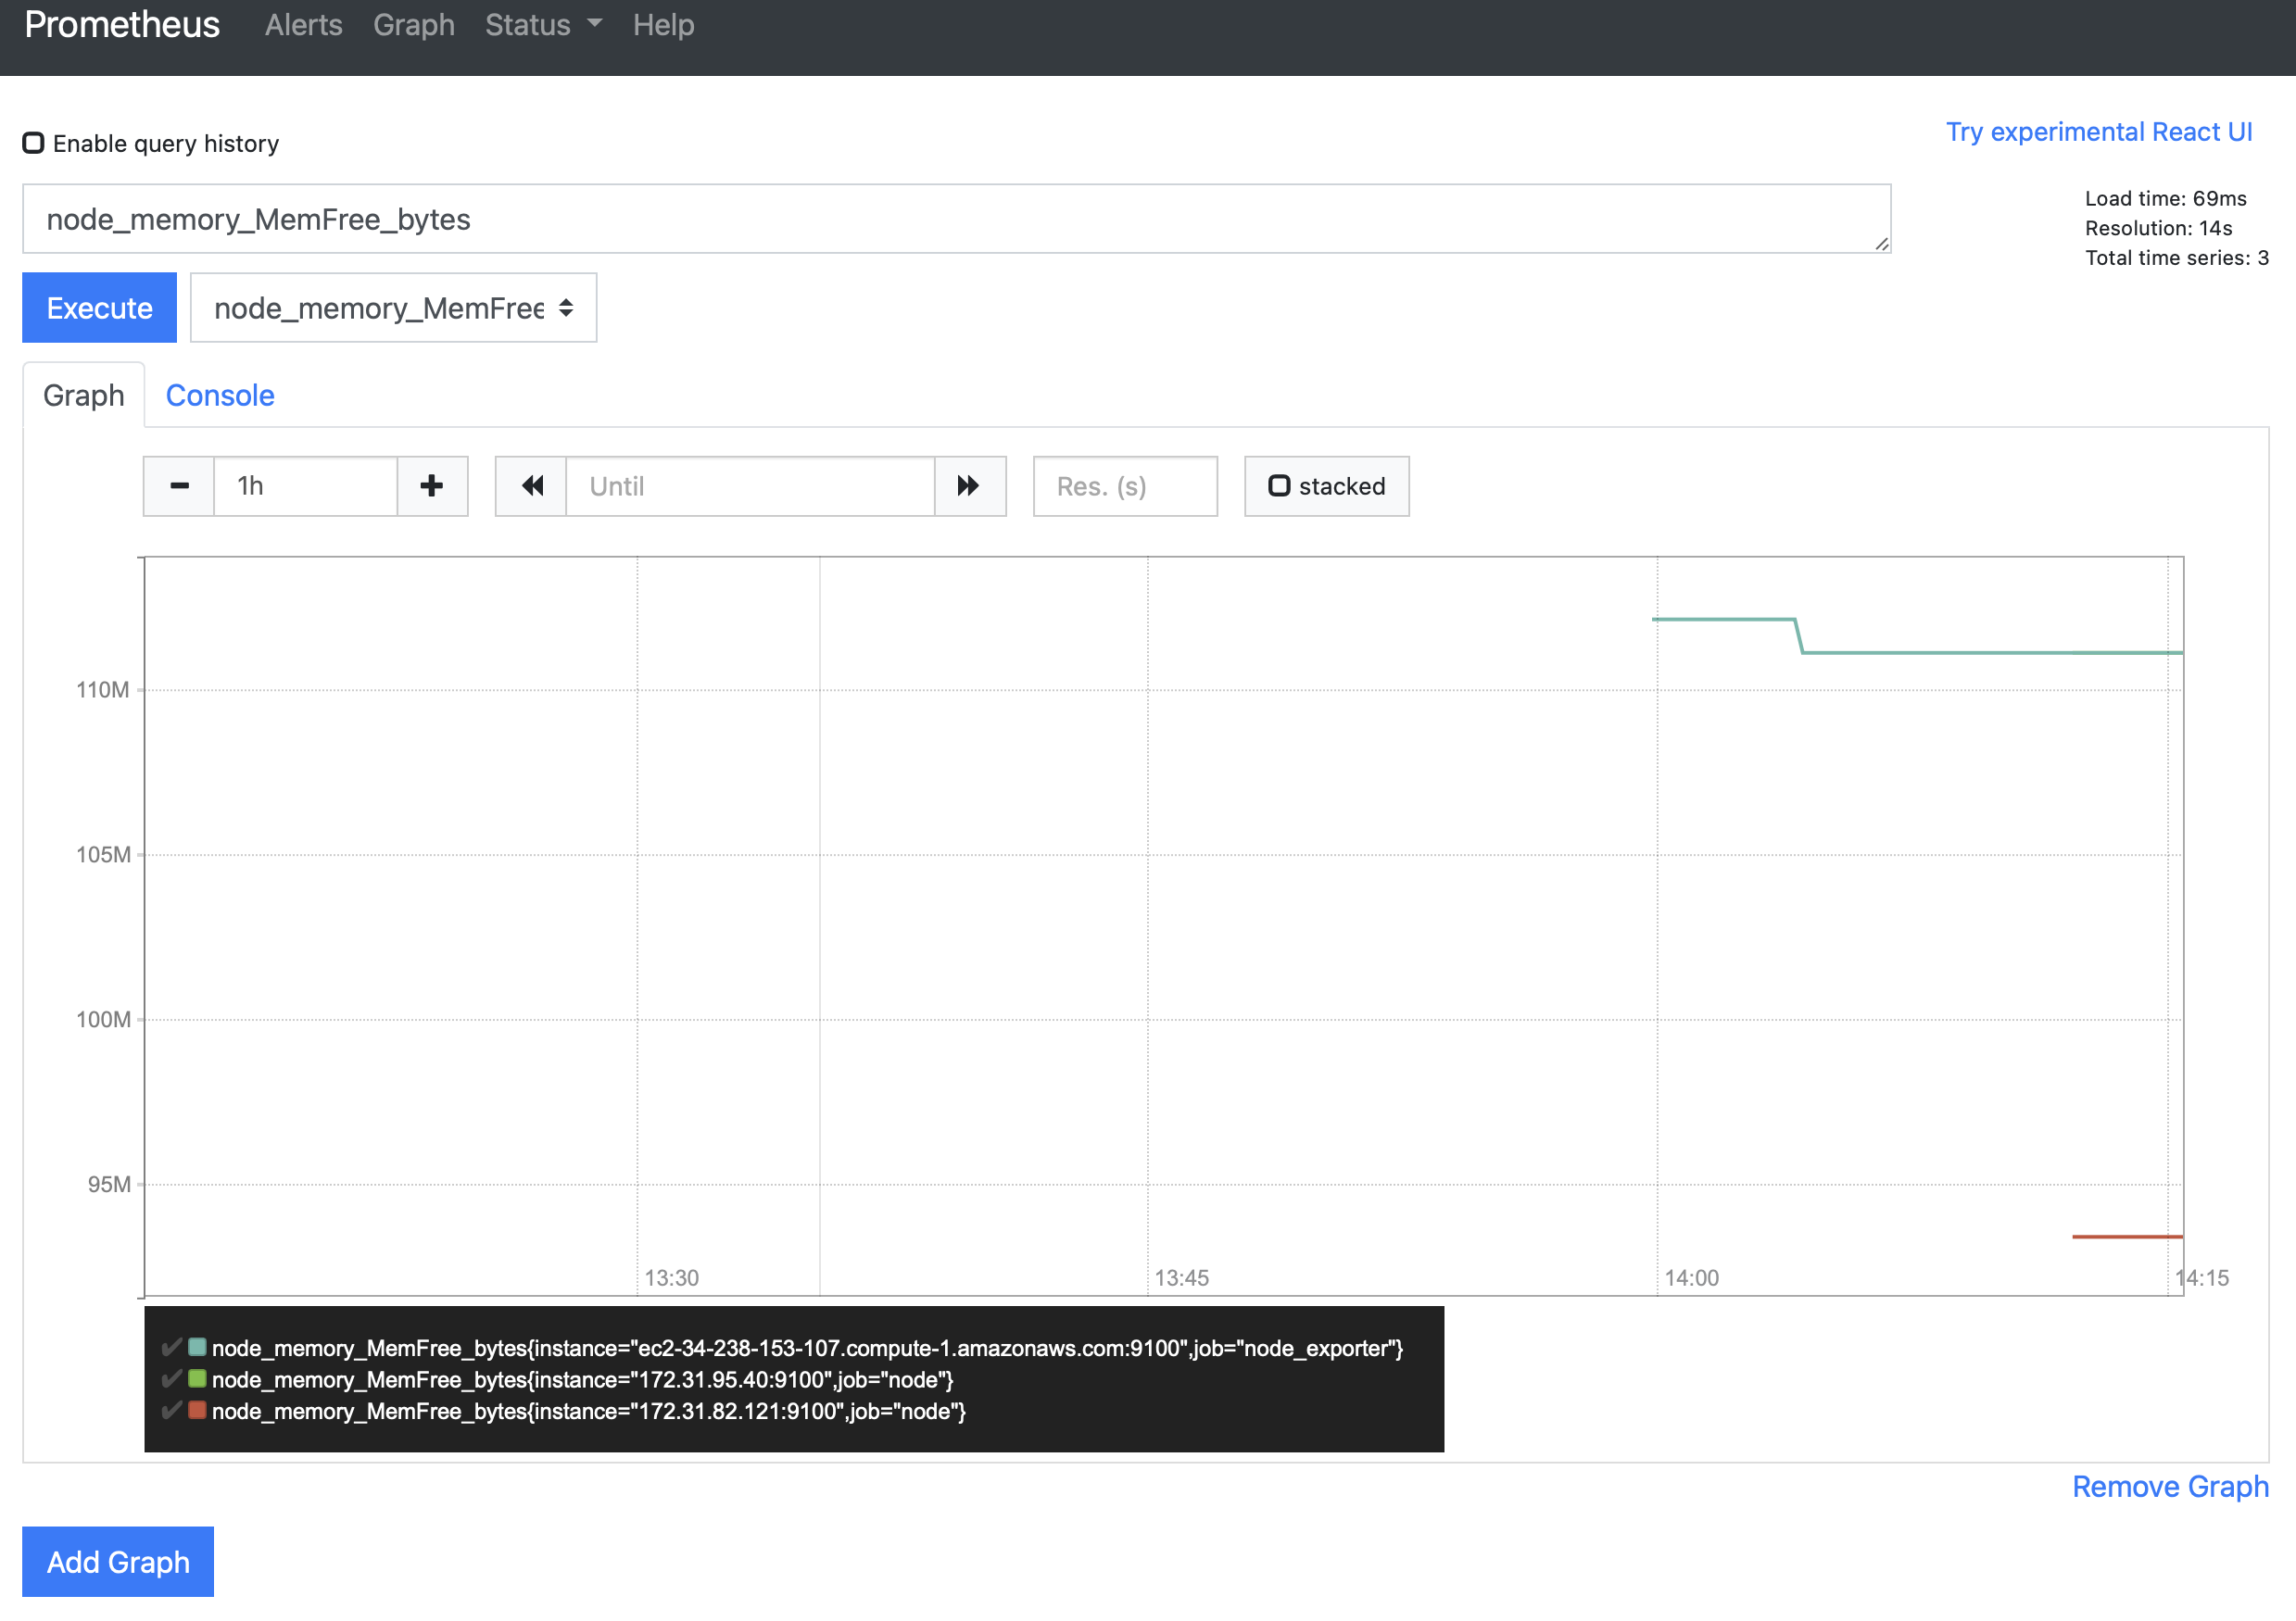 Prometheus Alerts Graph Status Help
Enable query history
Try experimental React UI
node_memory_MemFree_bytes
Load time: 69ms
Resolution: 14s
Total time series: 3
Execute node_memory_MemFree
Graph Console
1h Until Res. (s) stacked
110M
105M
100M
95M
13:30 13:45 14:00 14:15
node_memory_MemFree_bytes{instance="ec2-34-238-153-107.compute-1.amazonaws.com:9100",job="node_exporter"}
node_memory_MemFree_bytes{instance="172.31.95.40:9100",job="node"}
node_memory_MemFree_bytes{instance="172.31.82.121:9100",job="node"}
Remove Graph
Add Graph